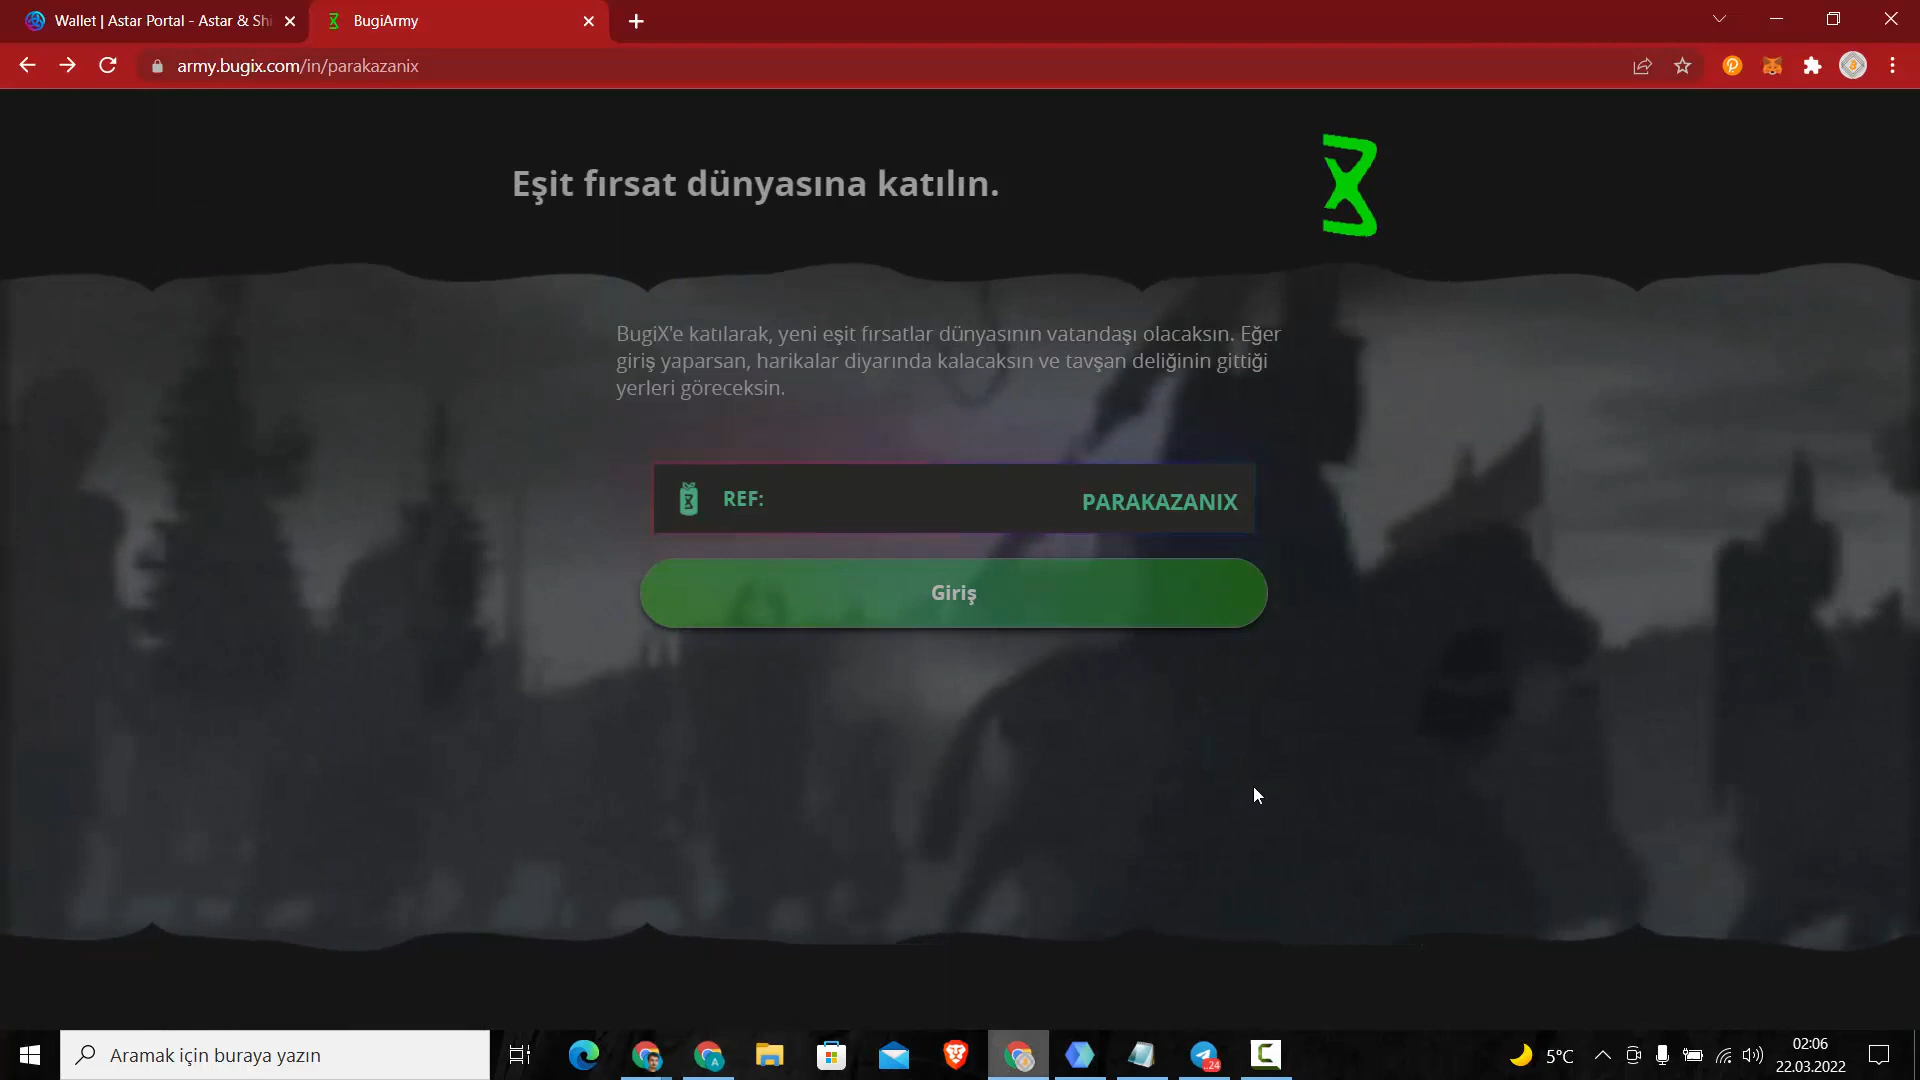 Wallet | Astar Portal - Astar & Shi
BugiArmy
army.bugix.com/in/parakazanix
Eşit fırsat dünyasına katılın.
BugiX'e katılarak, yeni eşit fırsatlar dünyasının vatandaşı olacaksın. Eğer
giriş yaparsan, harikalar diyarında kalacaksın ve tavşan deliğinin gittiği
yerleri göreceksin.
REF:
PARAKAZANIX
Giriş
Aramak için buraya yazın
..24
5°C
02:06
22.03.2022